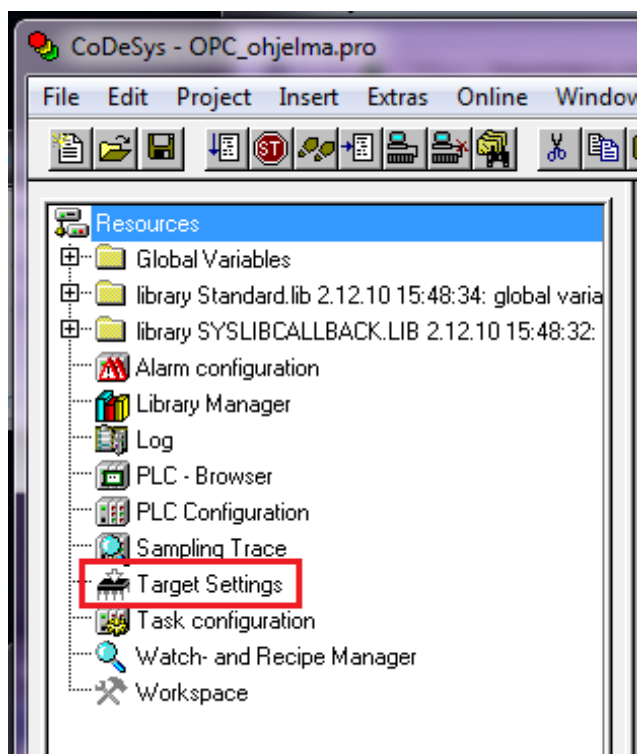 CoDeSys - OPC_ohjelma.pro
File Edit Project Insert Extras Online Window
ST
Resources
Global Variables
library Standard.lib 2.12.10 15:48:34: global varia
library SYSLIBCALLBACK.LIB 2.12.10 15:48:32:
Alarm configuration
Library Manager
Log
PLC - Browser
PLC Configuration
Sampling Trace
Target Settings
Task configuration
Watch- and Recipe Manager
Workspace